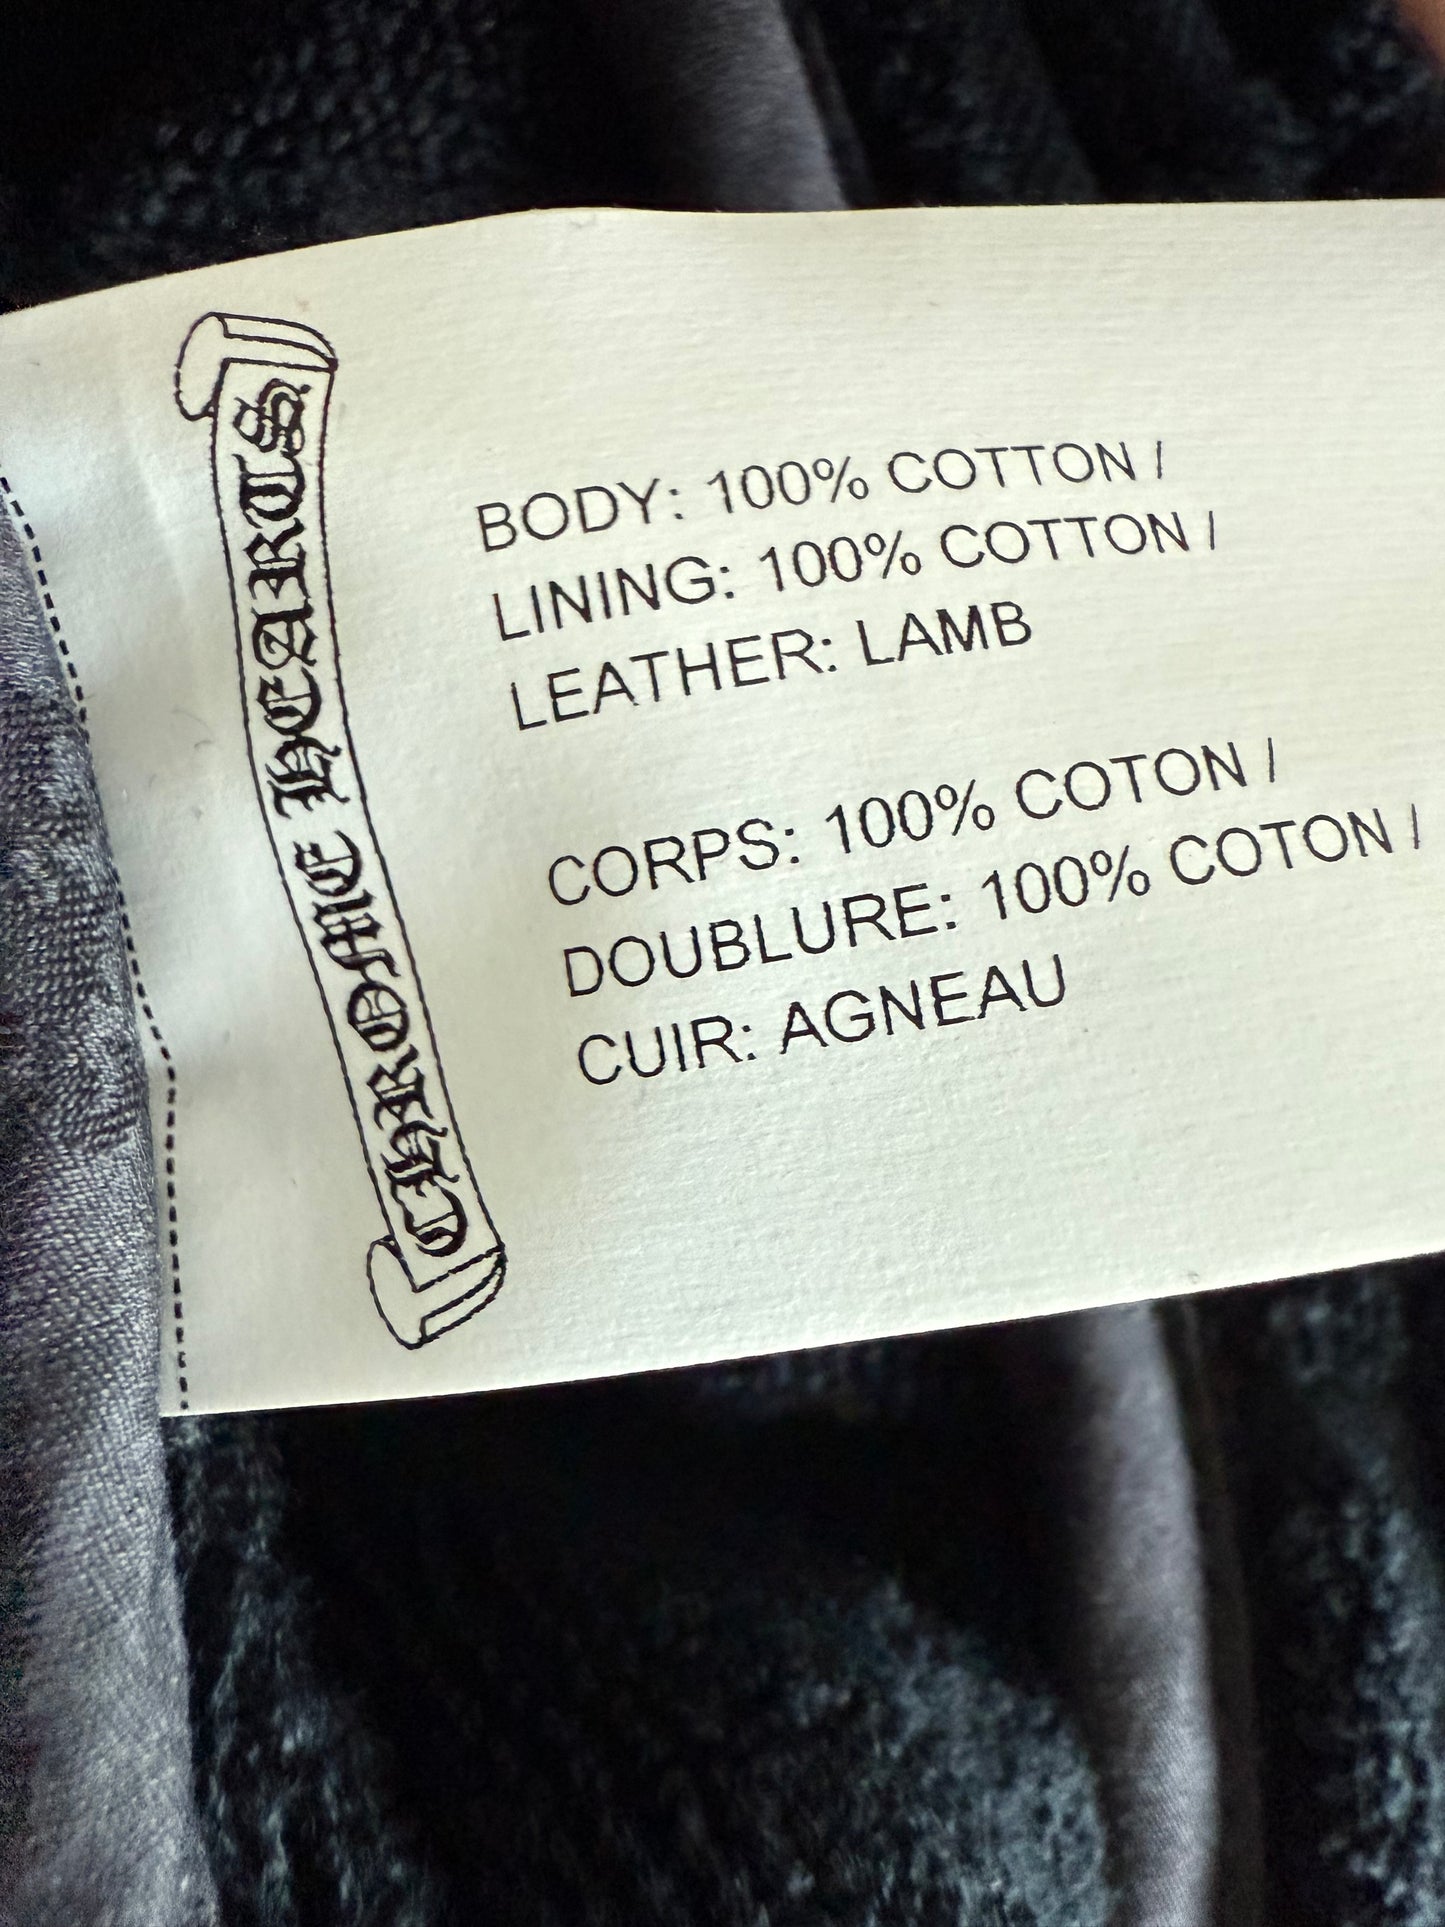 CHROME HEARTS
BODY: 100% COTTON /
LINING: 100% COTTON /
LEATHER: LAMB
CORPS: 100% COTON /
DOUBLURE: 100% COTON /
CUIR: AGNEAU